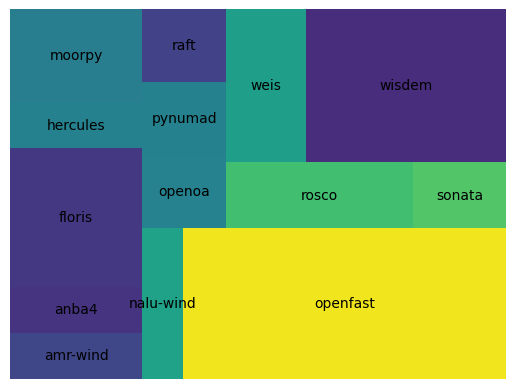 moorpy
raft
weis
wisdem
hercules
pynumad
openoa
rosco
sonata
floris
anba4
amr-wind
nalu-wind
openfast